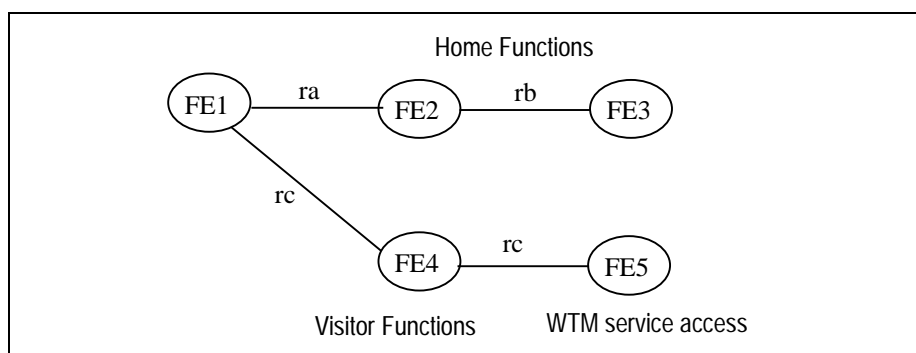 Home Functions
FE1 ra FE2 rb FE3
rc
FE4 rc FE5
Visitor Functions WTM service access